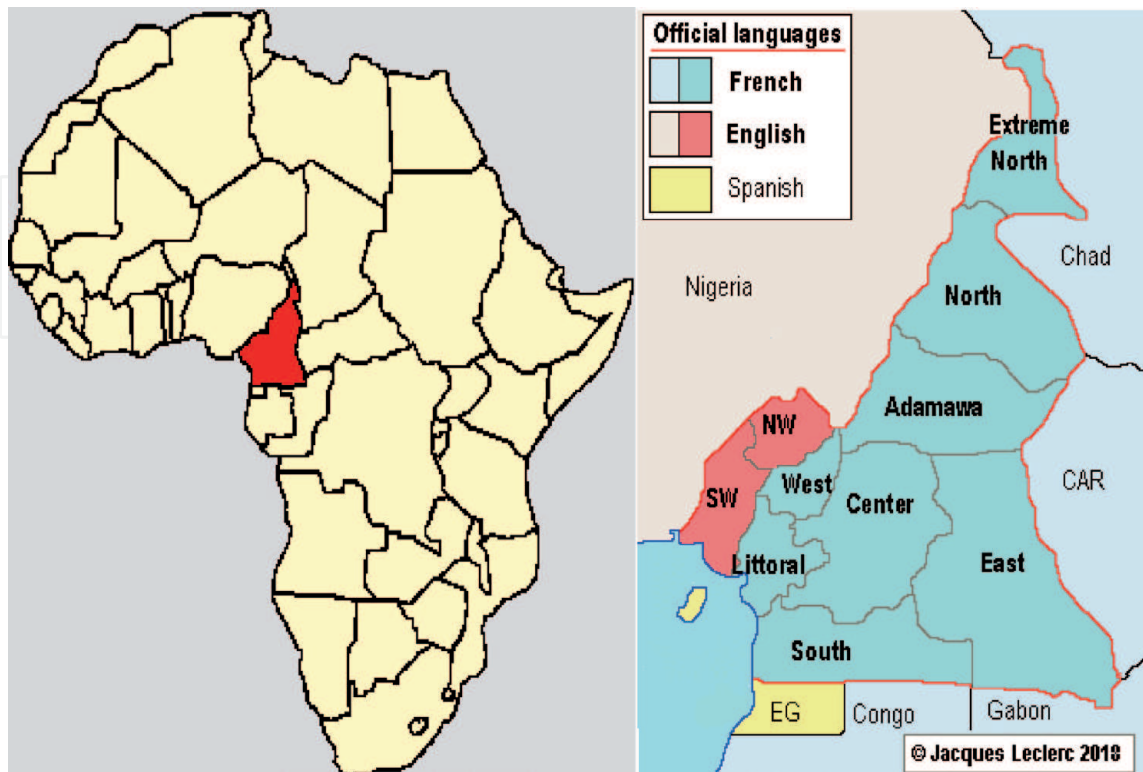 Official languages
French
English
Spanish
Extreme
North
Chad
Nigeria
North
Adamawa
NW
CAR
West
SW
Center
Littoral
East
South
EG
Congo
Gabon
© Jacques Leclerc 2018